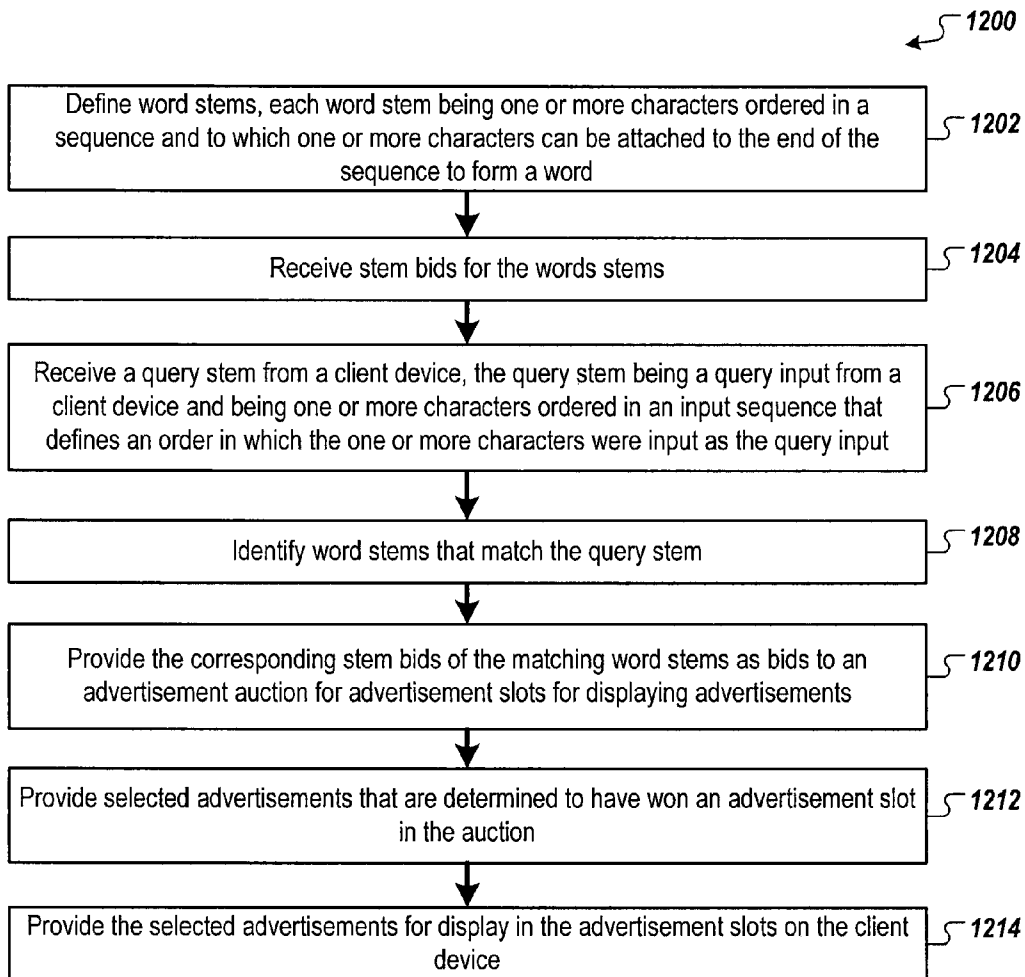 1200
Define word stems, each word stem being one or more characters ordered in a
sequence and to which one or more characters can be attached to the end of the
sequence to form a word
1202
Receive stem bids for the words stems
1204
Receive a query stem from a client device, the query stem being a query input from a
client device and being one or more characters ordered in an input sequence that
defines an order in which the one or more characters were input as the query input
1206
Identify word stems that match the query stem
1208
Provide the corresponding stem bids of the matching word stems as bids to an
advertisement auction for advertisement slots for displaying advertisements
1210
Provide selected advertisements that are determined to have won an advertisement slot
in the auction
1212
Provide the selected advertisements for display in the advertisement slots on the client
device
1214